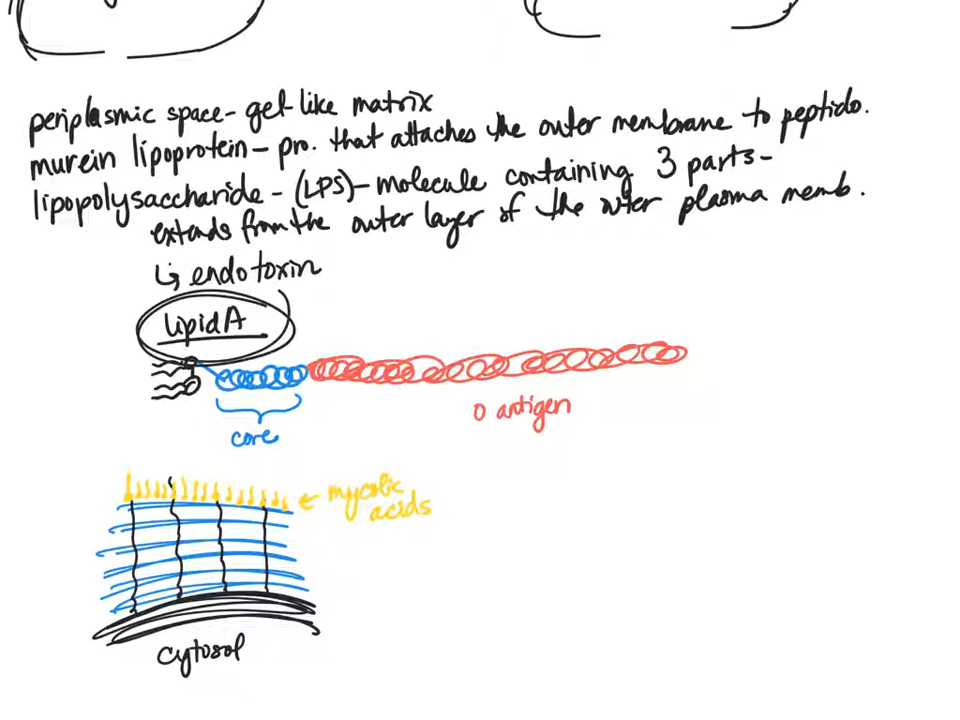 periplasmic space - gel-like matrix
murein lipoprotein - pro. that attaches the outer membrane to peptido.
lipopolysaccharide - (LPS) - molecule containing 3 parts -
extends from the outer layer of the outer plasma memb.
↳ endotoxin
lipid A
O antigen
core
← mycolic
acids
cytosol